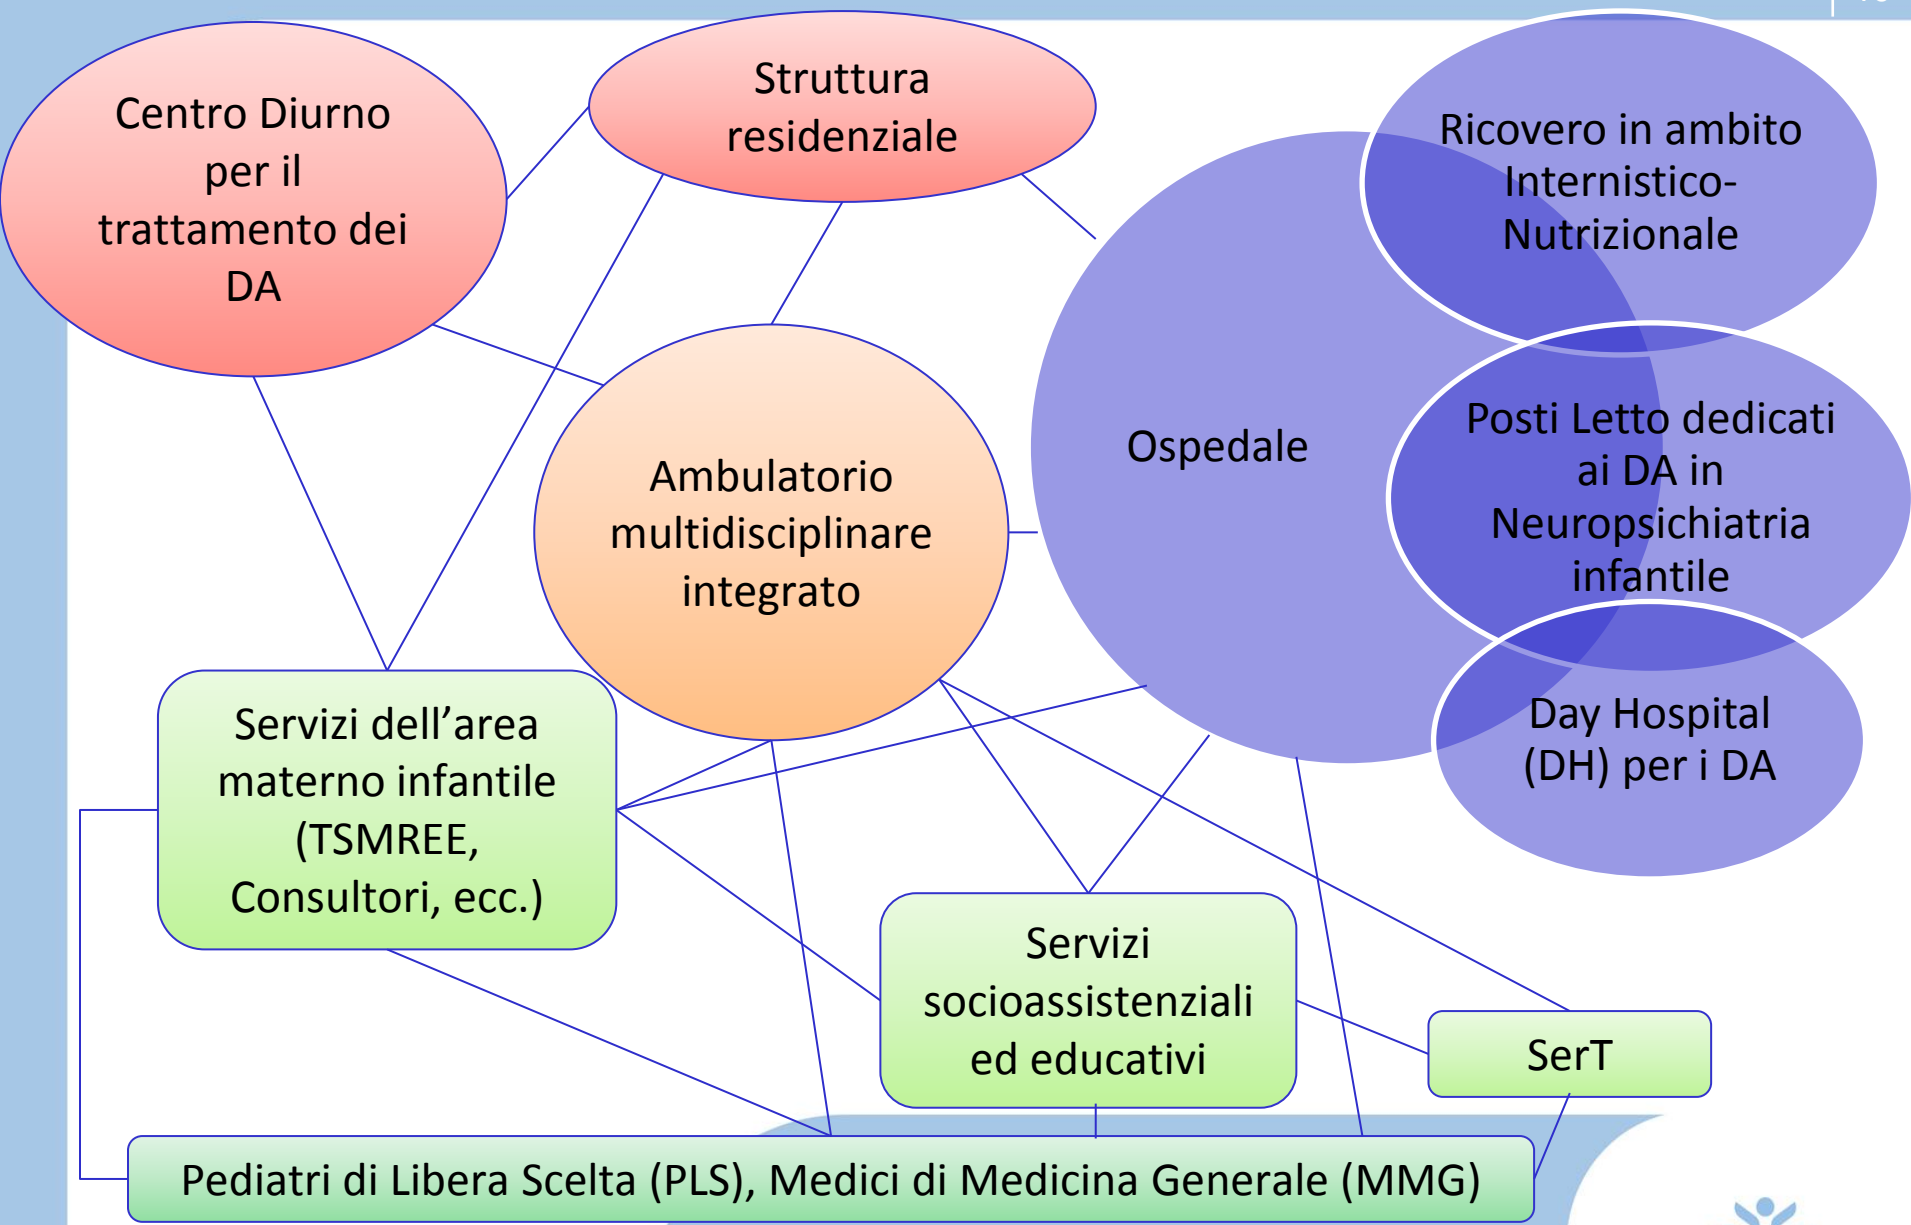 Centro Diurno
per il
trattamento dei
DA
Struttura
residenziale
Ricovero in ambito
Internistico-
Nutrizionale
Ospedale
Posti Letto dedicati
ai DA in
Neuropsichiatria
infantile
Ambulatorio
multidisciplinare
integrato
Day Hospital
(DH) per i DA
Servizi dell’area
materno infantile
(TSMREE,
Consultori, ecc.)
Servizi
socioassistenziali
ed educativi
SerT
Pediatri di Libera Scelta (PLS), Medici di Medicina Generale (MMG)